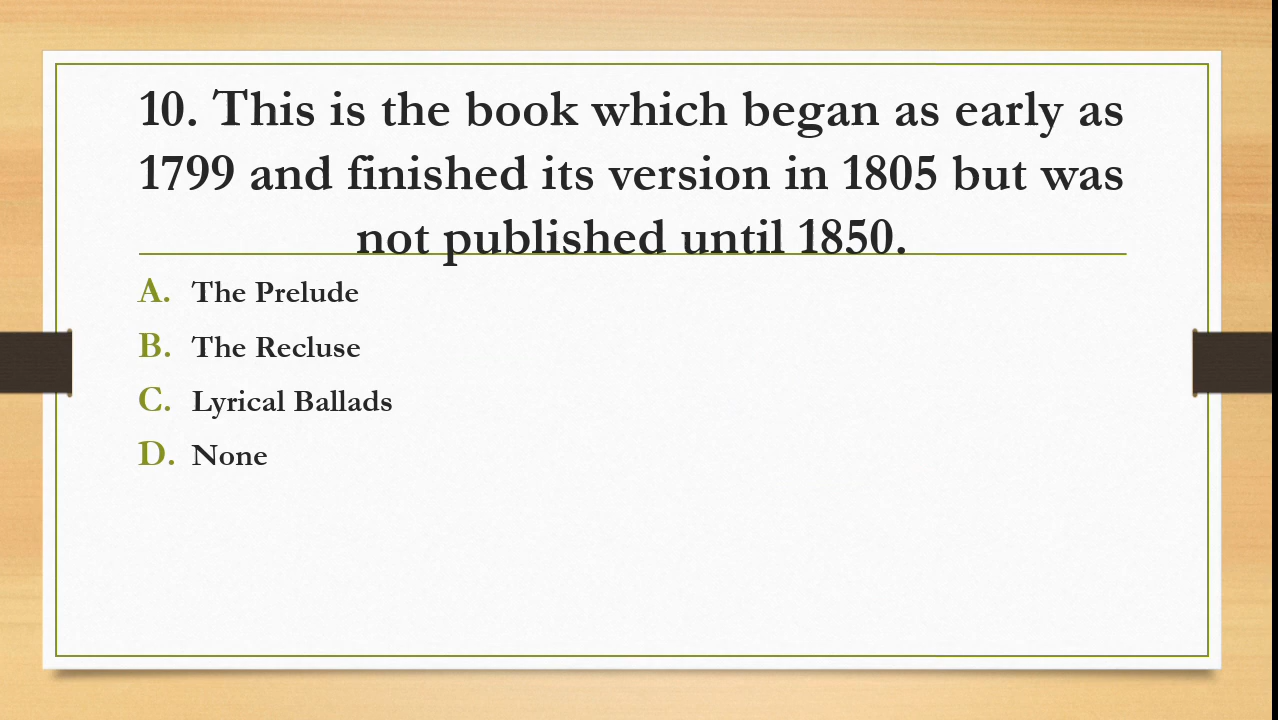 10. This is the book which began as early as
1799 and finished its version in 1805 but was
not published until 1850.
A. The Prelude
B. The Recluse
C. Lyrical Ballads
D. None